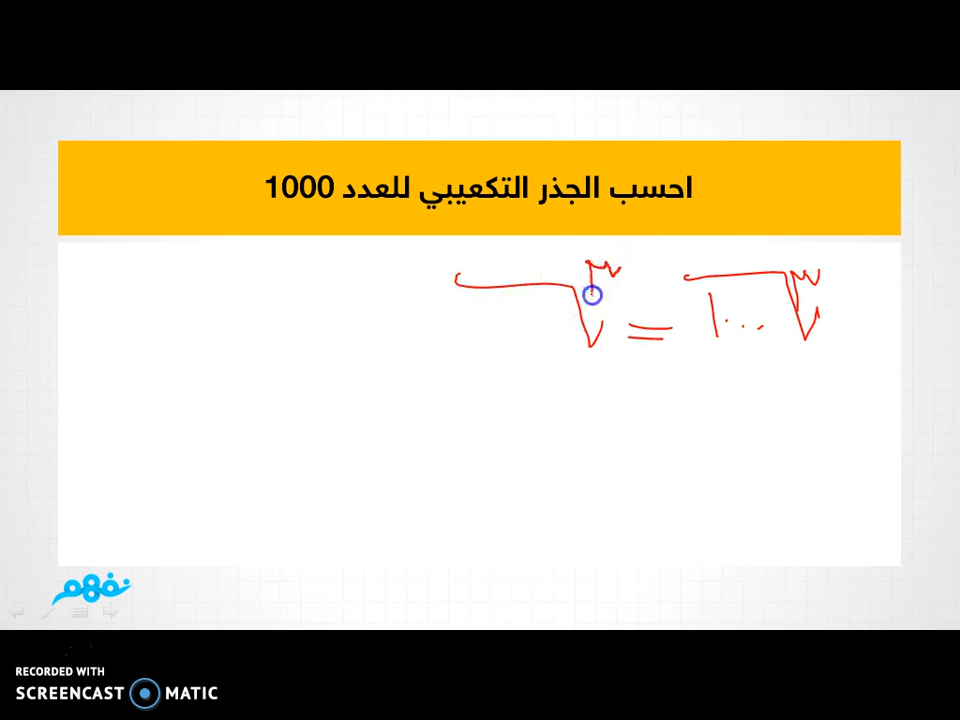 احسب الجذر التكعيبي للعدد 1000
٣√١٠٠٠ = ٣√
نفهم
RECORDED WITH
SCREENCAST MATIC